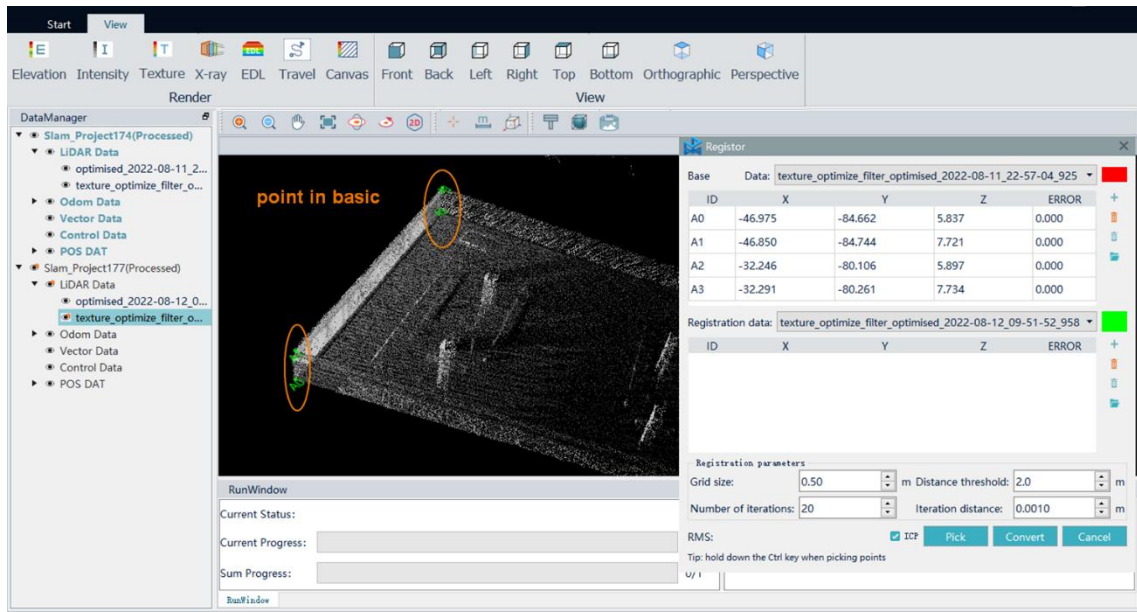 Start View
Elevation Intensity Texture X-ray EDL Travel Canvas Front Back Left Right Top Bottom Orthographic Perspective
Render View
DataManager
Slam_Project174(Processed)
LiDAR Data
optimised_2022-08-11_2...
texture_optimize_filter_o...
Odom Data
Vector Data
Control Data
POS DAT
Slam_Project177(Processed)
LiDAR Data
optimised_2022-08-12_0...
texture_optimize_filter_o...
Odom Data
Vector Data
Control Data
POS DAT
point in basic
A0
Registor
Base Data: texture_optimize_filter_optimised_2022-08-11_22-57-04_925
ID X Y Z ERROR
A0 -46.975 -84.662 5.837 0.000
A1 -46.850 -84.744 7.721 0.000
A2 -32.246 -80.106 5.897 0.000
A3 -32.291 -80.261 7.734 0.000
Registration data: texture_optimize_filter_optimised_2022-08-12_09-51-52_958
ID X Y Z ERROR
Registration parameters
Grid size: 0.50 m Distance threshold: 2.0 m
Number of iterations: 20 Iteration distance: 0.0010 m
RMS: ICP Pick Convert Cancel
Tip: hold down the Ctrl key when picking points
RunWindow
Current Status:
Current Progress:
Sum Progress: 0/1
RunWindow